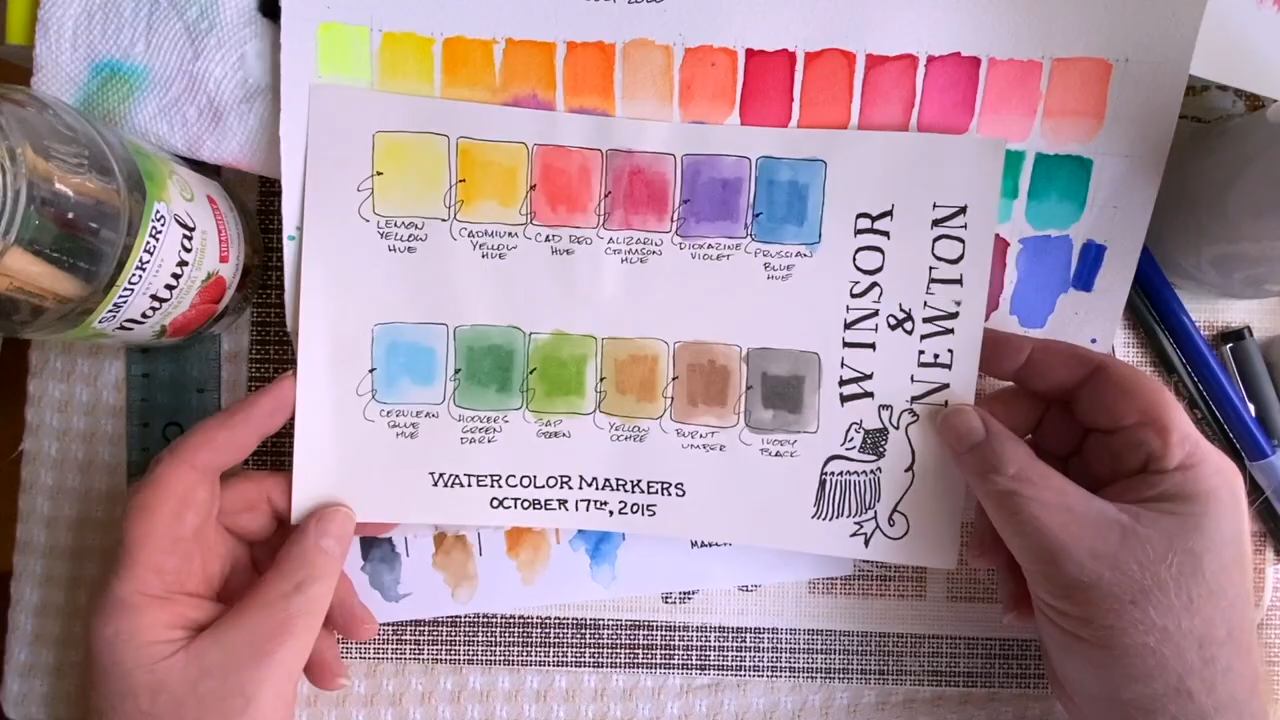 LEMON
YELLOW
HUE
CADMIUM
YELLOW
HUE
CAD RED
HUE
ALIZARIN
CRIMSON
HUE
DIOXAZINE
VIOLET
PRUSSIAN
BLUE
HUE
CERULEAN
BLUE
HUE
HOOKERS
GREEN
DARK
SAP
GREEN
YELLOW
OCHRE
BURNT
UMBER
IVORY
BLACK
WATERCOLOR MARKERS
OCTOBER 17TH, 2015
WINSOR
&
NEWTON
SMUCKER'S
Natural
STRAWBERRY